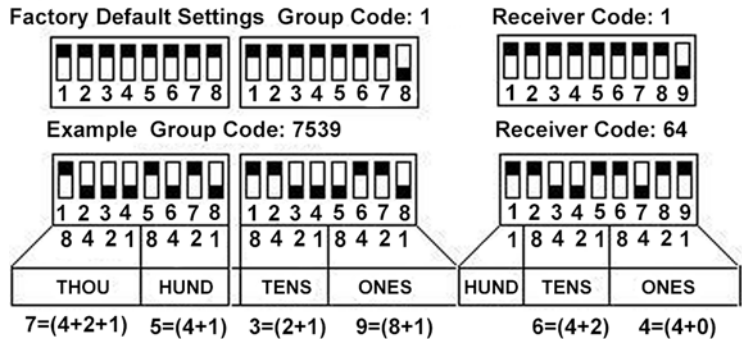 Factory Default Settings Group Code: 1 Receiver Code: 1
1 2 3 4 5 6 7 8 1 2 3 4 5 6 7 8 1 2 3 4 5 6 7 8 9
Example Group Code: 7539 Receiver Code: 64
1 2 3 4 5 6 7 8 1 2 3 4 5 6 7 8 1 2 3 4 5 6 7 8 9
8 4 2 1 8 4 2 1 8 4 2 1 8 4 2 1 1 8 4 2 1 8 4 2 1
THOU HUND TENS ONES HUND TENS ONES
7=(4+2+1) 5=(4+1) 3=(2+1) 9=(8+1) 6=(4+2) 4=(4+0)